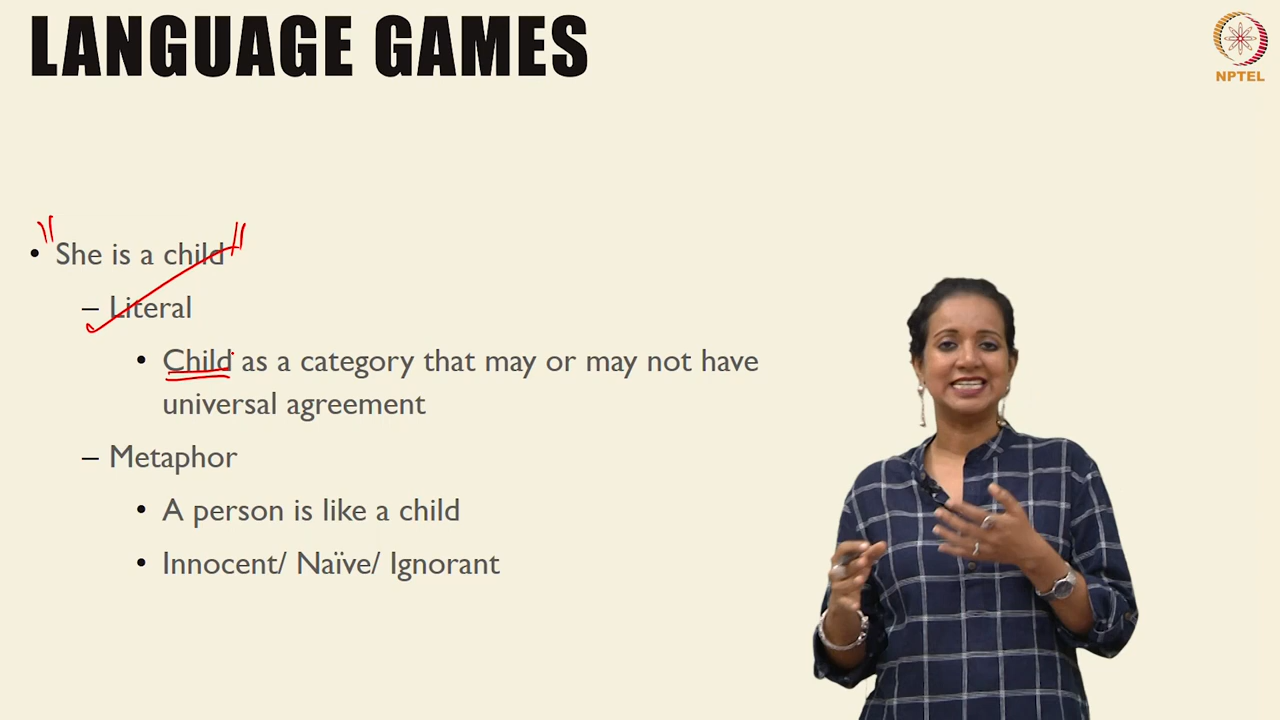 LANGUAGE GAMES
NPTEL
• "She is a child"
– Literal
• Child as a category that may or may not have
universal agreement
– Metaphor
• A person is like a child
• Innocent/ Naïve/ Ignorant